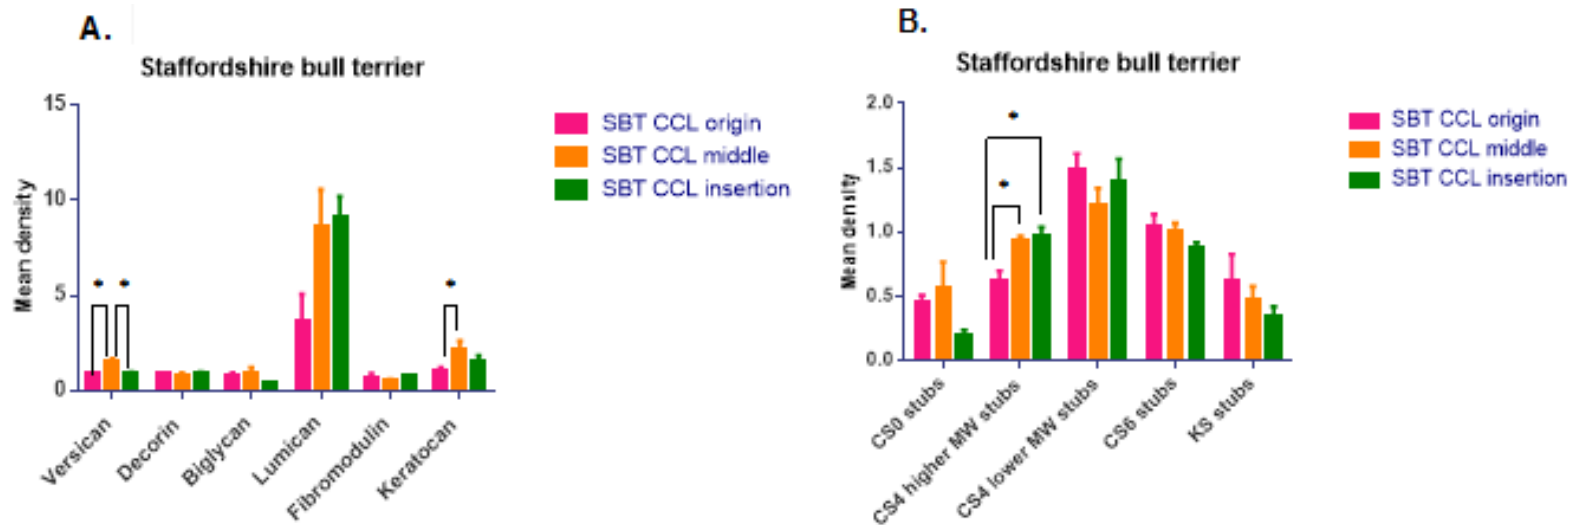 A.
Staffordshire bull terrier
Mean density
15
10
5
0
* * *
Versican
Decorin
Biglycan
Lumican
Fibromodulin
Keratocan
SBT CCL origin
SBT CCL middle
SBT CCL insertion
B.
Staffordshire bull terrier
Mean density
2.0
1.5
1.0
0.5
0.0
*
*
CS0 stubs
CS4 higher MW stubs
CS4 lower MW stubs
CS6 stubs
KS stubs
SBT CCL origin
SBT CCL middle
SBT CCL insertion